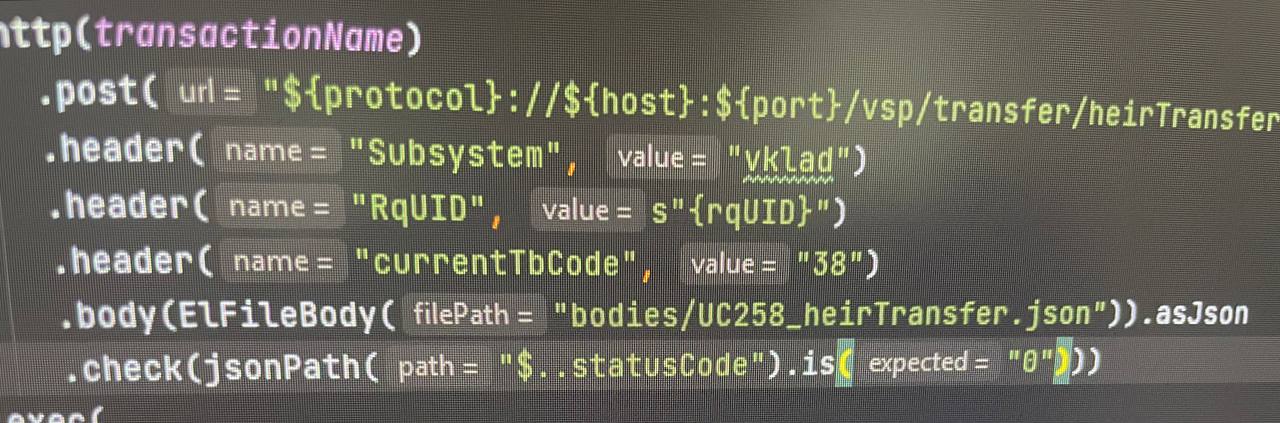 http(transactionName)
.post( url = "${protocol}://${host}:${port}/vsp/transfer/heirTransfer
.header( name = "Subsystem", value = "vklad")
.header( name = "RqUID", value = s"{rqUID}")
.header( name = "currentTbCode", value = "38")
.body(ElFileBody( filePath = "bodies/UC258_heirTransfer.json")).asJson
.check(jsonPath( path = "$..statusCode").is( expected = "0")))
exec(